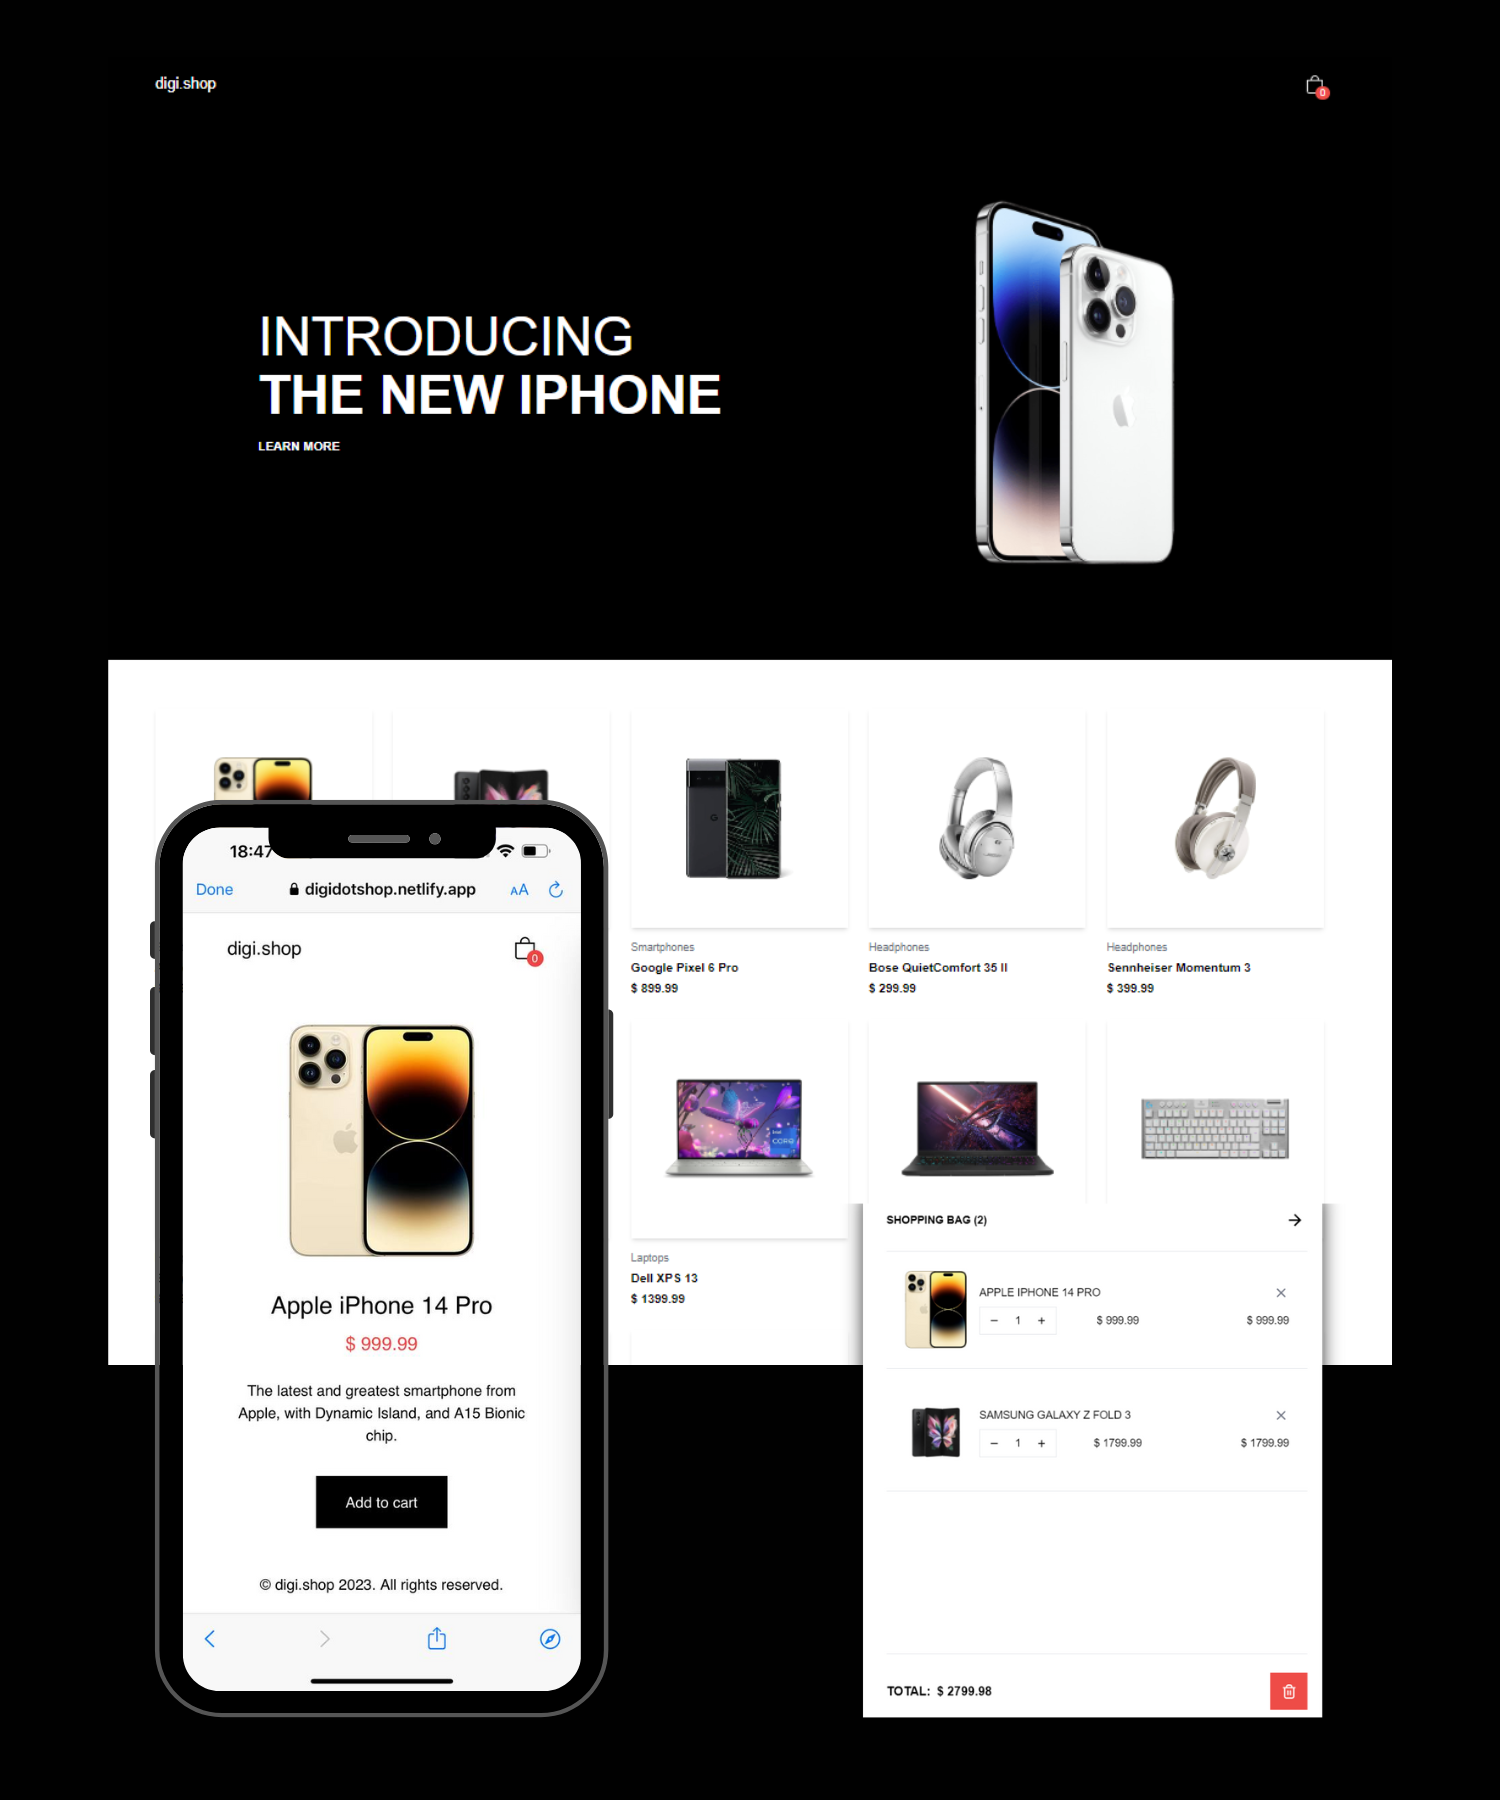 digi.shop
0
INTRODUCING
THE NEW IPHONE
LEARN MORE
Smartphones
Google Pixel 6 Pro
$ 899.99
Headphones
Bose QuietComfort 35 II
$ 299.99
Headphones
Sennheiser Momentum 3
$ 399.99
Laptops
Dell XPS 13
$ 1399.99
18:47
Done
digidotshop.netlify.app
AA
digi.shop
0
Apple iPhone 14 Pro
$ 999.99
The latest and greatest smartphone from
Apple, with Dynamic Island, and A15 Bionic
chip.
Add to cart
© digi.shop 2023. All rights reserved.
SHOPPING BAG (2)
APPLE IPHONE 14 PRO
− 1 + $ 999.99 $ 999.99
SAMSUNG GALAXY Z FOLD 3
− 1 + $ 1799.99 $ 1799.99
TOTAL: $ 2799.98